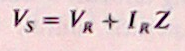 V_S = V_R + I_R Z